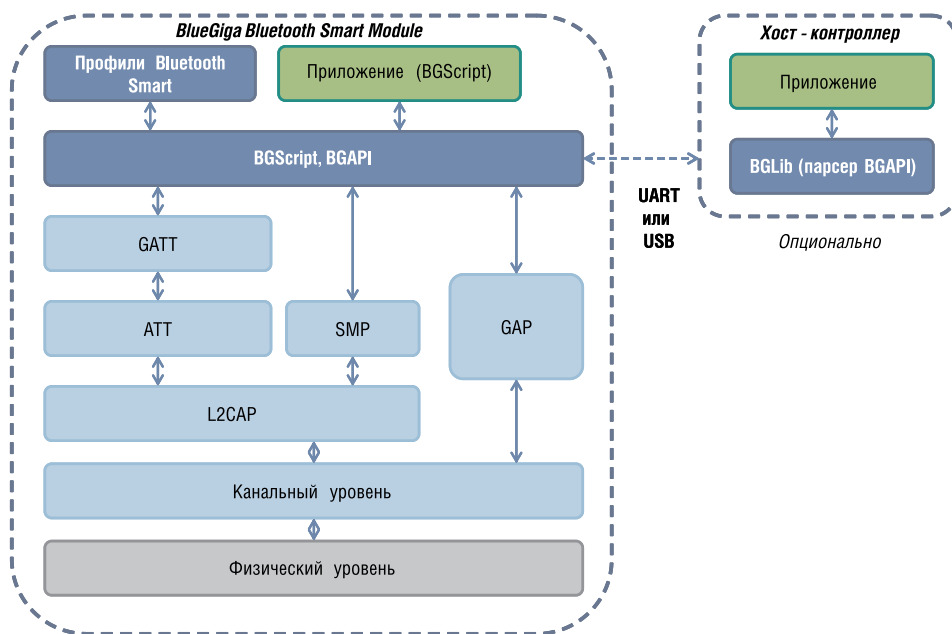 BlueGiga Bluetooth Smart Module
Профили Bluetooth
Smart
Приложение (BGScript)
BGScript, BGAPI
GATT
ATT
SMP
GAP
L2CAP
Канальный уровень
Физический уровень
UART
или
USB
Хост - контроллер
Приложение
BGLib (парсер BGAPI)
Опционально